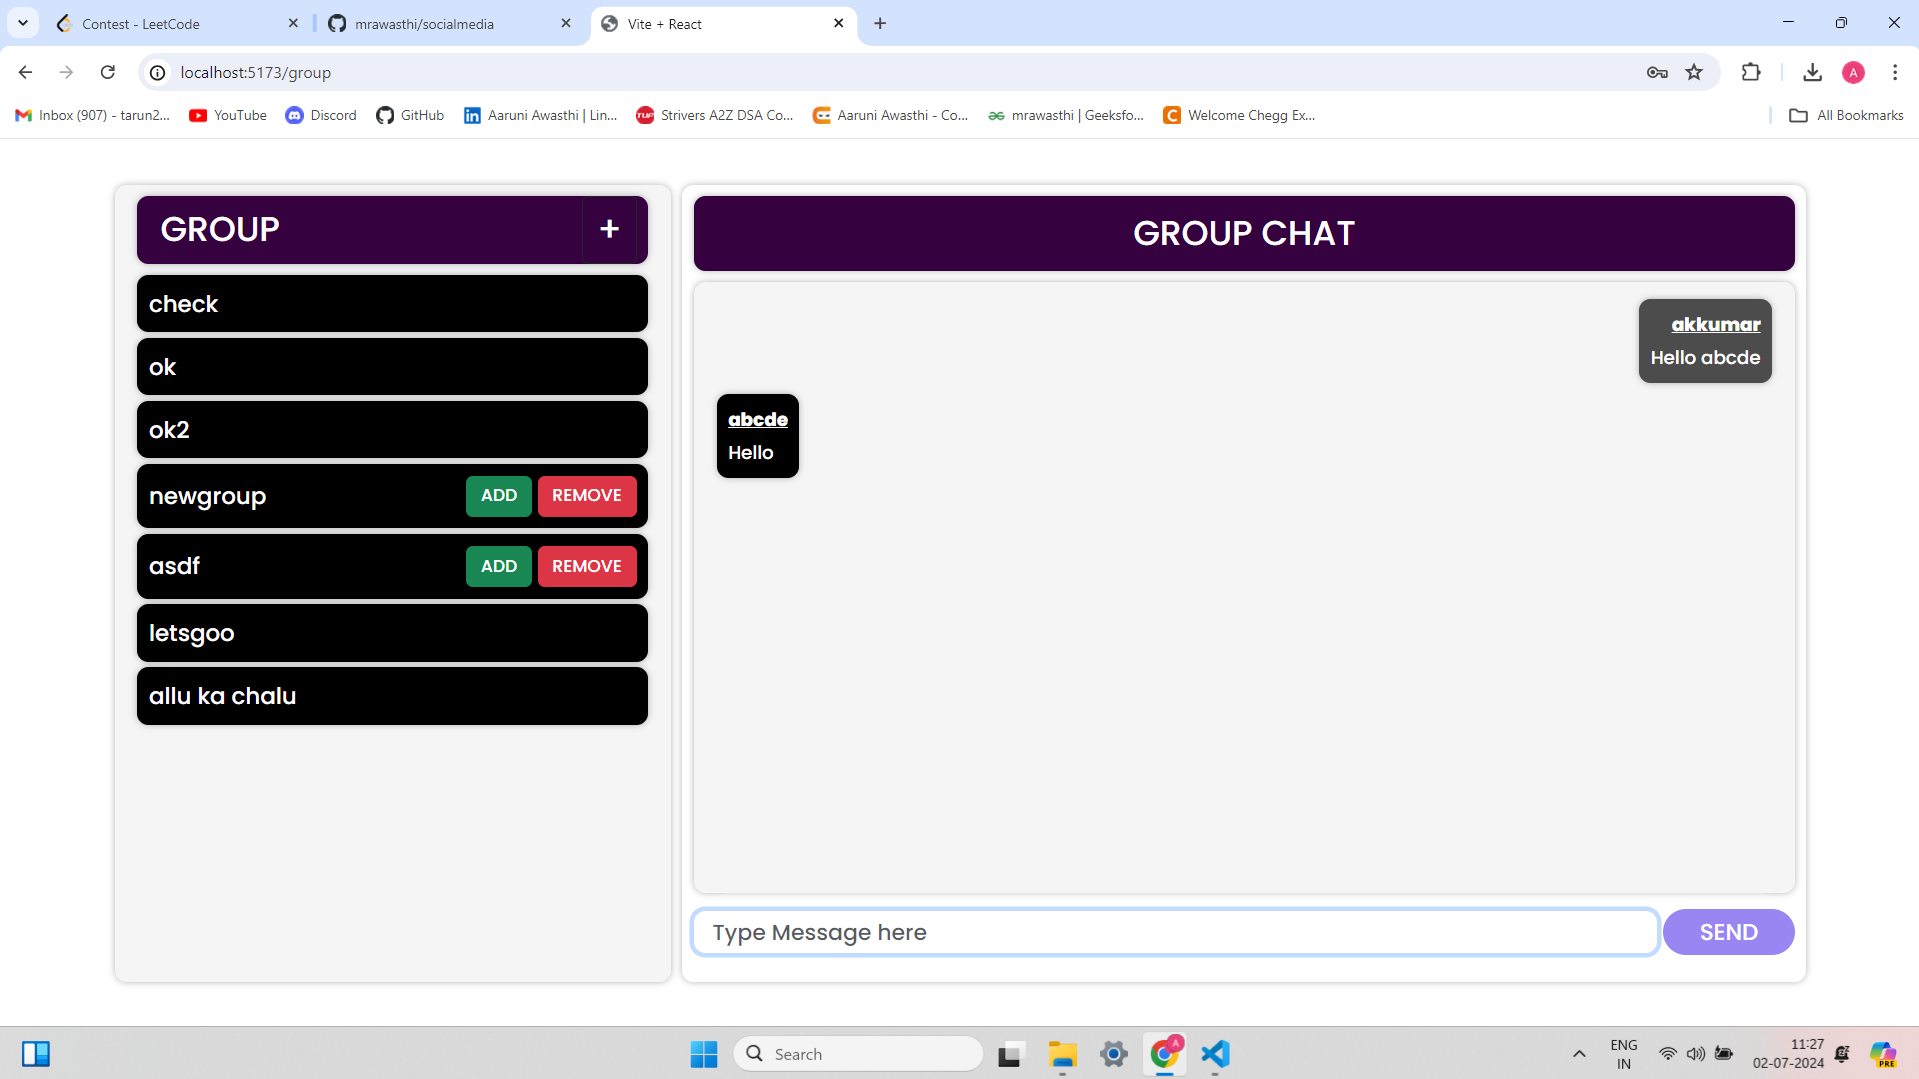 Contest - LeetCode
mrawasthi/socialmedia
Vite + React
localhost:5173/group
A
Inbox (907) - tarun2...
YouTube
Discord
GitHub
Aaruni Awasthi | Lin...
Strivers A2Z DSA Co...
Aaruni Awasthi - Co...
mrawasthi | Geeksfo...
Welcome Chegg Ex...
All Bookmarks
GROUP
+
check
ok
ok2
newgroup
ADD
REMOVE
asdf
ADD
REMOVE
letsgoo
allu ka chalu
GROUP CHAT
akkumar
Hello abcde
abcde
Hello
Type Message here
SEND
Search
A
ENG
IN
11:27
02-07-2024
PRE